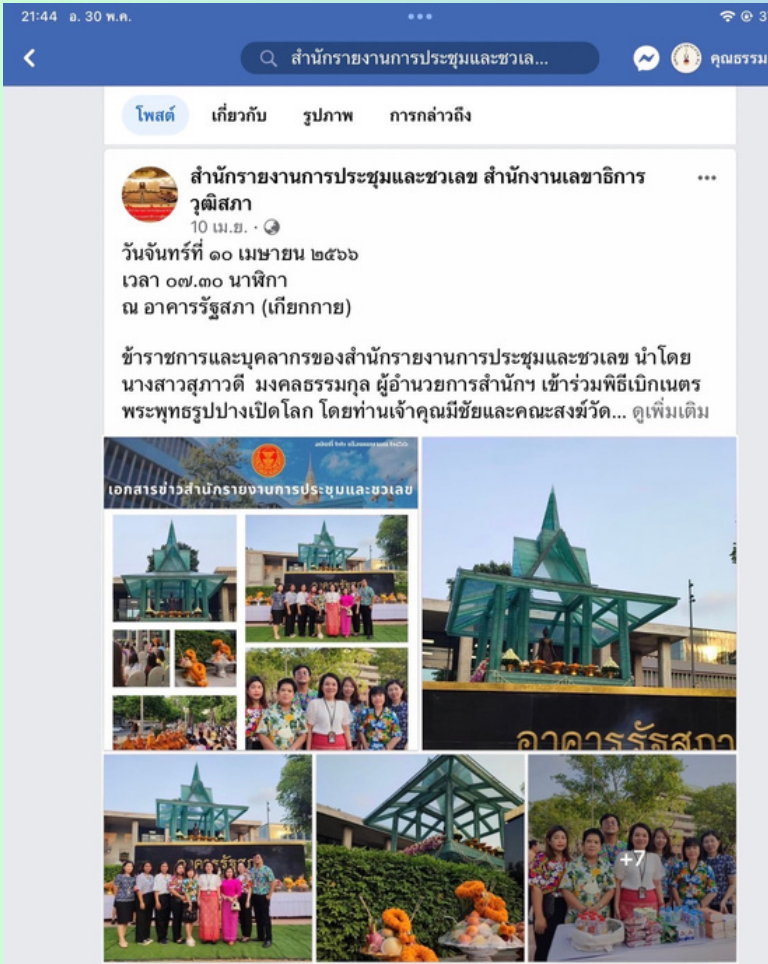 21:44 อ. 30 พ.ค.
สำนักรายงานการประชุมและชวเล...
คุณธรรม
โพสต์ เกี่ยวกับ รูปภาพ การกล่าวถึง
สำนักรายงานการประชุมและชวเลข สำนักงานเลขาธิการ
วุฒิสภา
10 เม.ย.
วันจันทร์ที่ ๑๐ เมษายน ๒๕๖๖
เวลา ๐๗.๓๐ นาฬิกา
ณ อาคารรัฐสภา (เกียกกาย)
ข้าราชการและบุคลากรของสำนักรายงานการประชุมและชวเลข นำโดย
นางสาวสุภาวดี มงคลธรรมกุล ผู้อำนวยการสำนักฯ เข้าร่วมพิธีเบิกเนตร
พระพุทธรูปปางเปิดโลก โดยท่านเจ้าคุณมีชัยและคณะสงฆ์วัด... ดูเพิ่มเติม
เอกสารข่าวสำนักรายงานการประชุมและชวเลข
อาคารรัฐสภา
อาคารรัฐสภา
+7